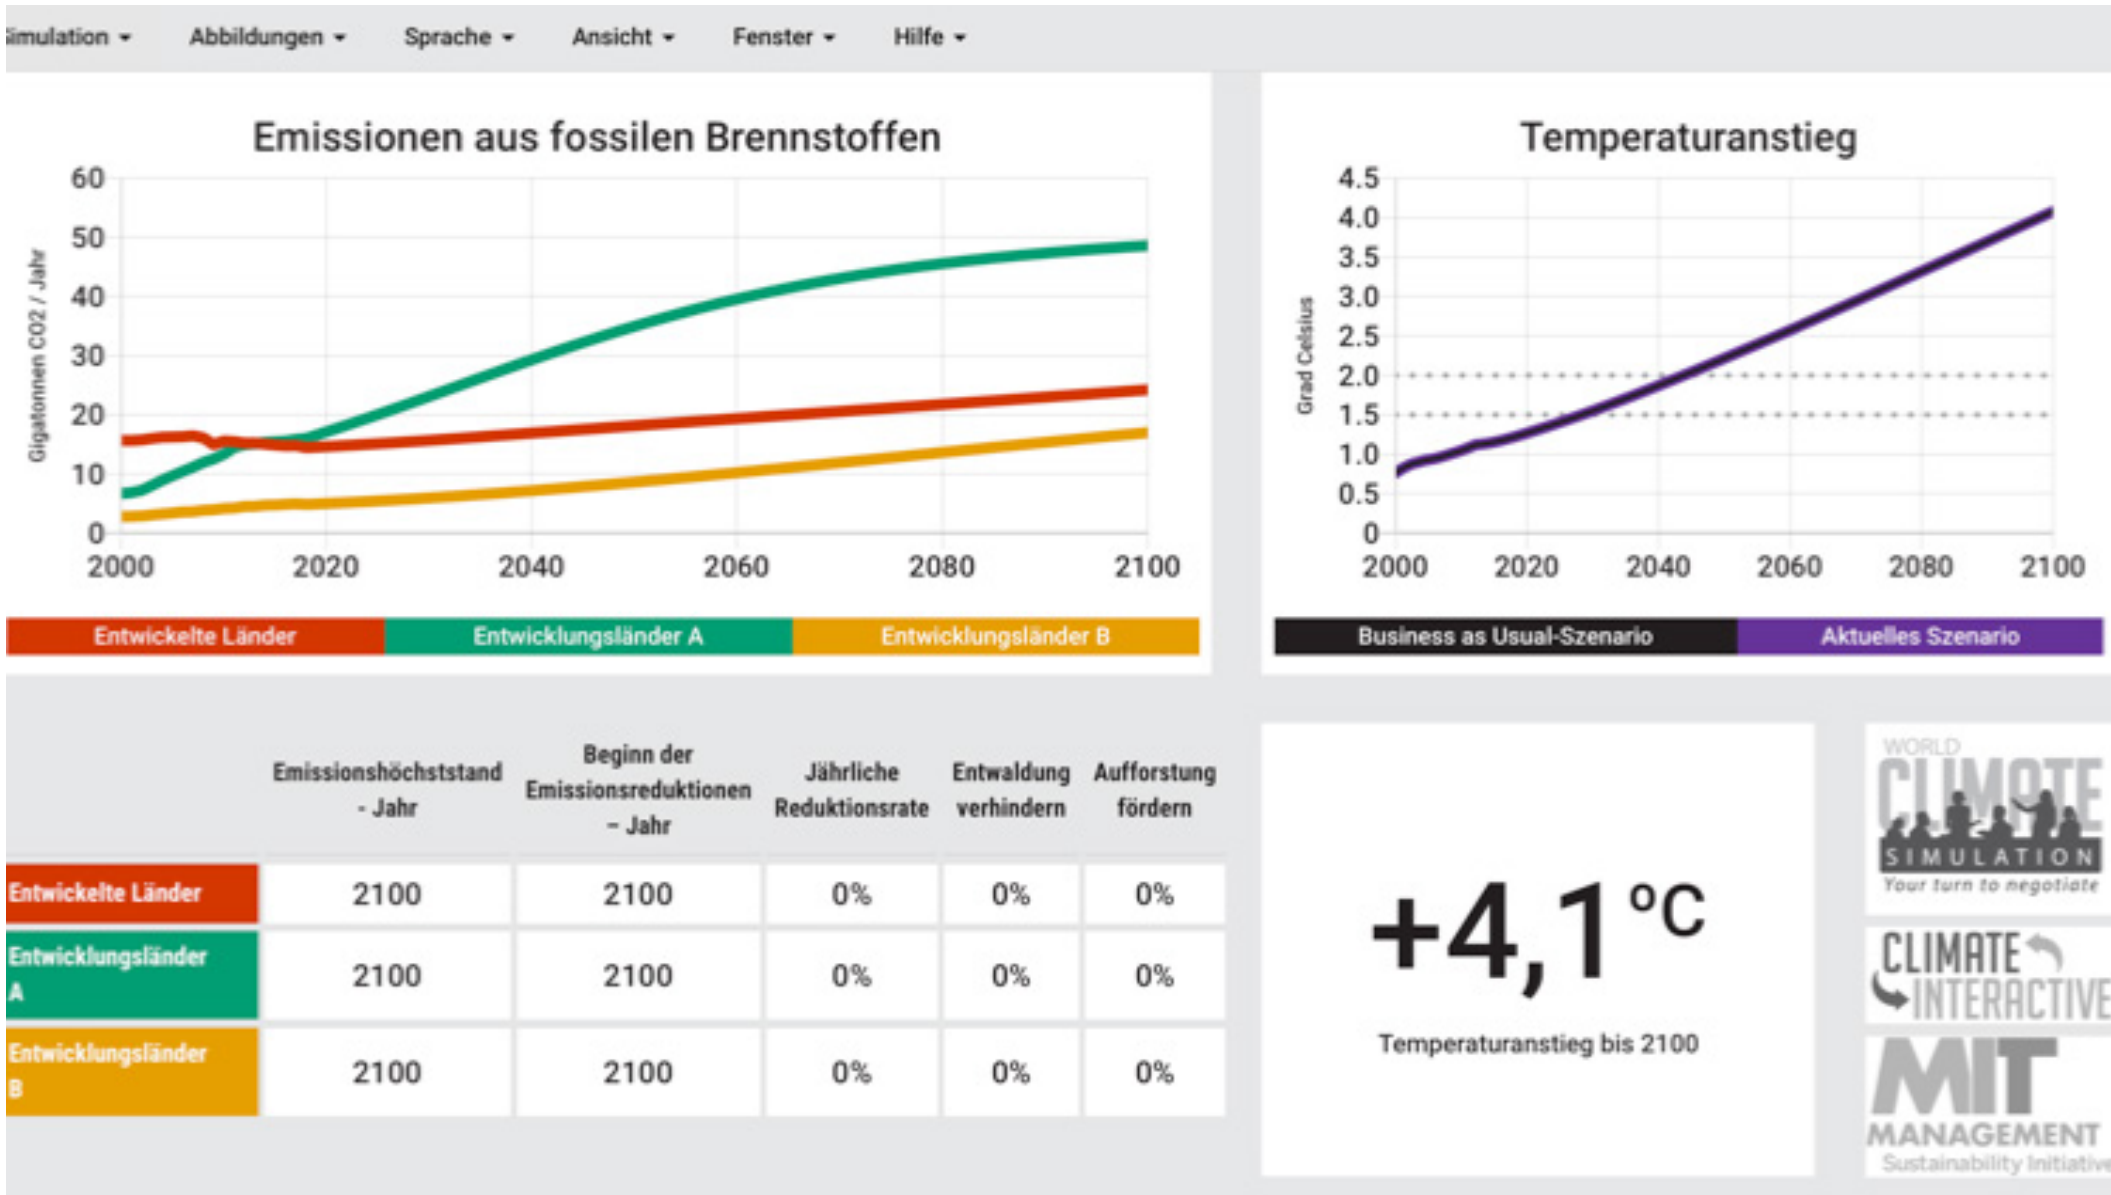 Simulation Abbildungen Sprache Ansicht Fenster Hilfe
Emissionen aus fossilen Brennstoffen
Gigatonnen CO2 / Jahr
60
50
40
30
20
10
0
2000 2020 2040 2060 2080 2100
Entwickelte Länder Entwicklungsländer A Entwicklungsländer B
Temperaturanstieg
Grad Celsius
4.5
4.0
3.5
3.0
2.5
2.0
1.5
1.0
0.5
0
2000 2020 2040 2060 2080 2100
Business as Usual-Szenario Aktuelles Szenario
Emissionshöchststand
- Jahr
Beginn der
Emissionsreduktionen
– Jahr
Jährliche
Reduktionsrate
Entwaldung
verhindern
Aufforstung
fördern
Entwickelte Länder 2100 2100 0% 0% 0%
Entwicklungsländer
A
2100 2100 0% 0% 0%
Entwicklungsländer
B
2100 2100 0% 0% 0%
+4,1 ºC
Temperaturanstieg bis 2100
WORLD
CLIMATE
SIMULATION
Your turn to negotiate
CLIMATE
INTERACTIVE
MIT
MANAGEMENT
Sustainability Initiative